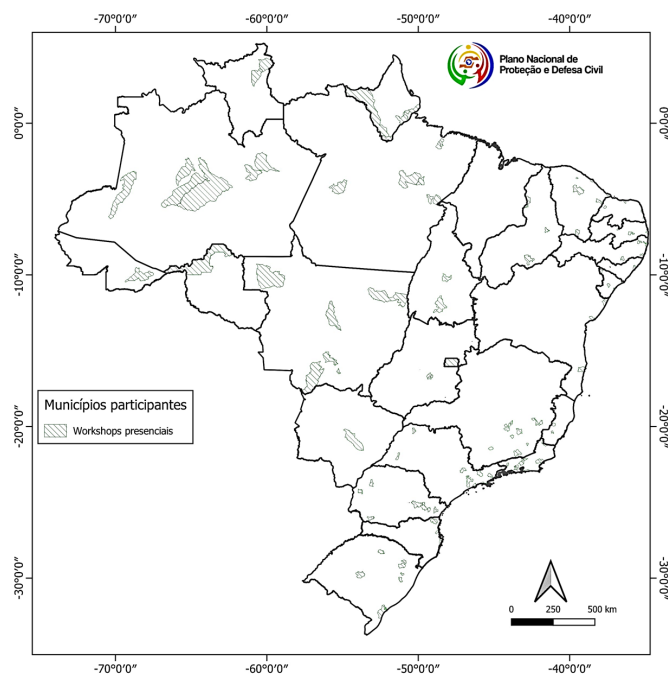 -70°0′0″ -60°0′0″ -50°0′0″ -40°0′0″
Plano Nacional de
Proteção e Defesa Civil
0°0′0″ 0°0′0″
-10°0′0″ -10°0′0″
Municípios participantes
Workshops presenciais
-20°0′0″ -20°0′0″
-30°0′0″ -30°0′0″
0 250 500 km
-70°0′0″ -60°0′0″ -50°0′0″ -40°0′0″